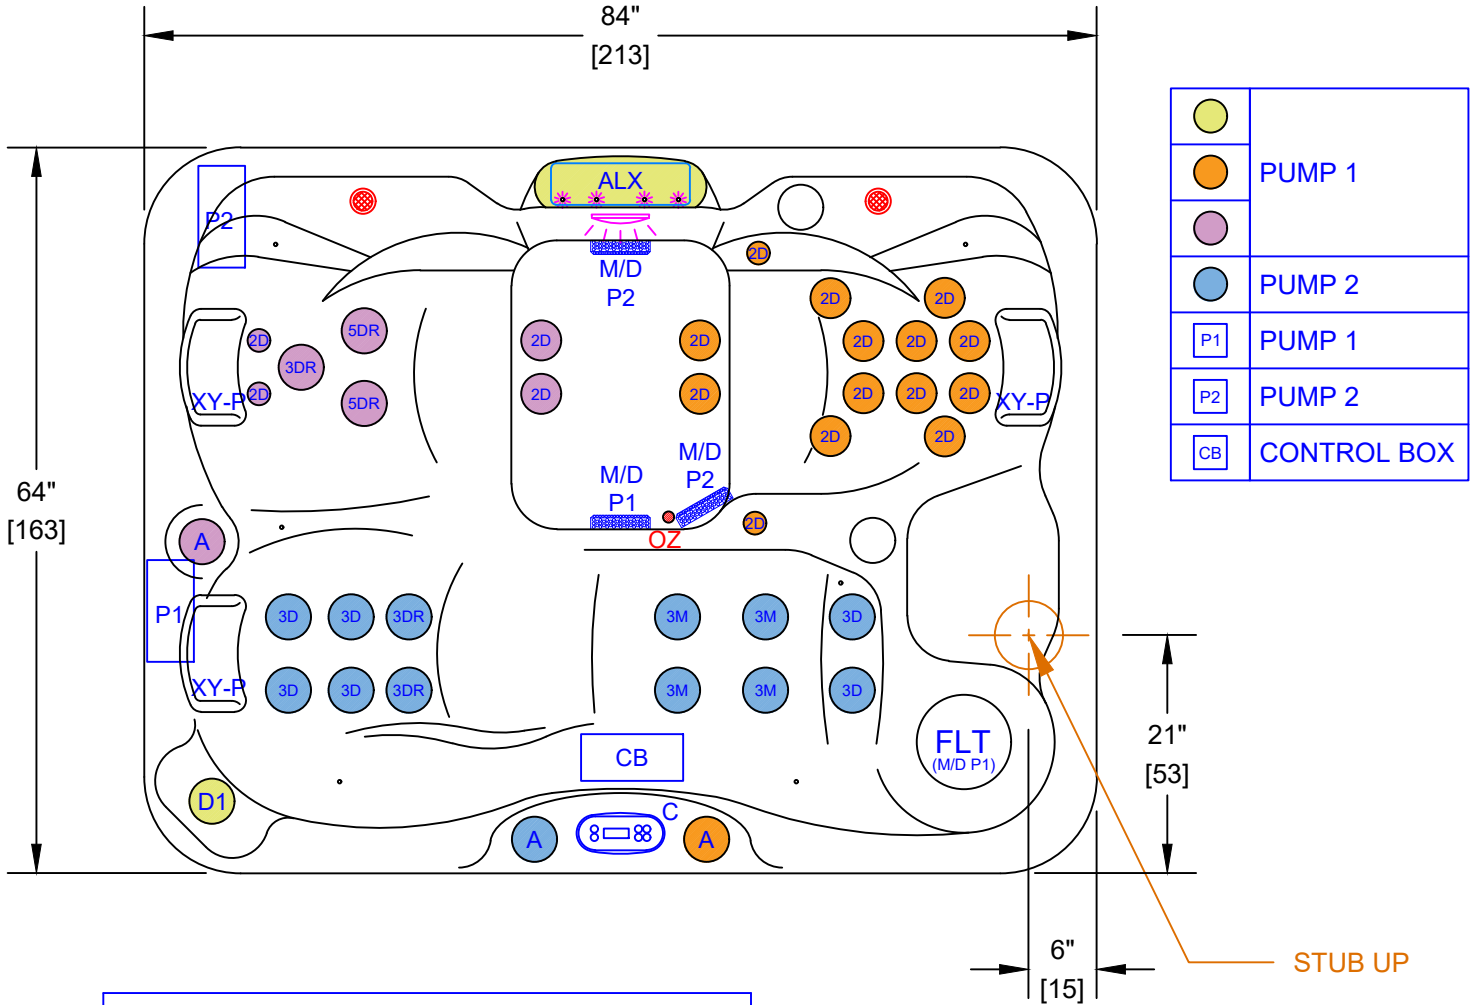 84"
[213]
ALX
P2
M/D
P2
2D
2D
2D
2D
5DR
2D
2D
2D
2D
2D
3DR
2D
2D
2D
2D
2D
2D
XY-P
5DR
XY-P
2D
2D
M/D
P2
M/D
P1
2D
OZ
A
P1
3D
3D
3DR
3M
3M
3D
XY-P
3D
3D
3DR
3M
3M
3D
CB
FLT
(M/D P1)
D1
C
A
A
64"
[163]
21"
[53]
6"
[15]
STUB UP
PUMP 1
PUMP 2
P1
PUMP 1
P2
PUMP 2
CB
CONTROL BOX